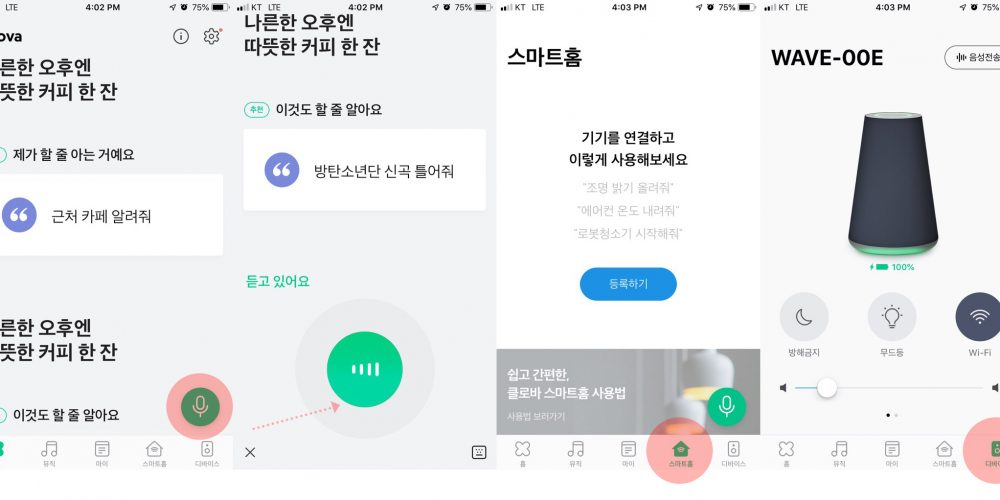 LTE
4:02 PM
75%
ova
른한 오후엔
뜻한 커피 한 잔
제가 할 줄 아는 거예요
근처 카페 알려줘
른한 오후엔
뜻한 커피 한 잔
이것도 할 줄 알아요
뮤직
마이
스마트홈
디바이스
KT LTE
4:02 PM
75%
나른한 오후엔
따뜻한 커피 한 잔
추천 이것도 할 줄 알아요
방탄소년단 신곡 틀어줘
듣고 있어요
KT LTE
4:03 PM
75%
스마트홈
기기를 연결하고
이렇게 사용해보세요
"조명 밝기 올려줘"
"에어컨 온도 내려줘"
"로봇청소기 시작해줘"
등록하기
쉽고 간편한,
클로바 스마트홈 사용법
사용법 보러가기
홈
뮤직
마이
스마트홈
디바이스
KT LTE
4:03 PM
75%
WAVE-00E
음성전송
100%
방해금지
무드등
Wi-Fi
홈
뮤직
마이
스마트홈
디바